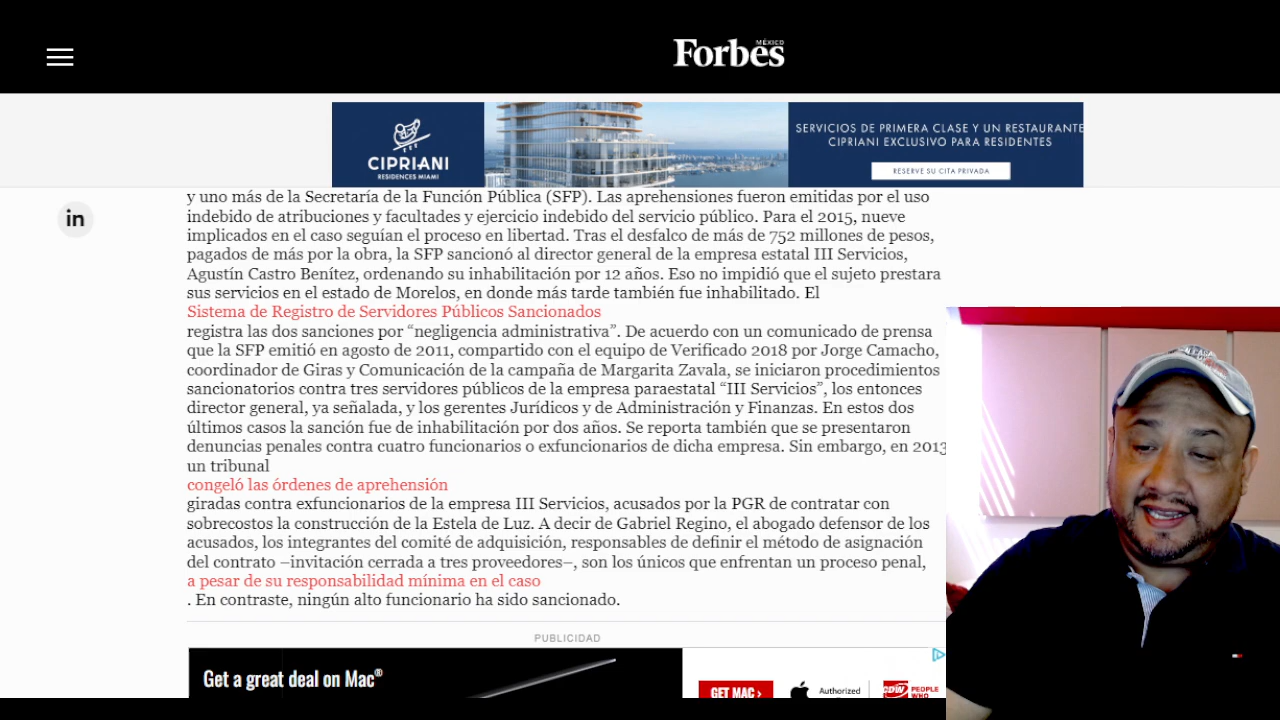 Forbes
MÉXICO
CIPRIANI
RESIDENCES MIAMI
SERVICIOS DE PRIMERA CLASE Y UN RESTAURANTE
CIPRIANI EXCLUSIVO PARA RESIDENTES
RESERVE SU CITA PRIVADA
in
y uno más de la Secretaría de la Función Pública (SFP). Las aprehensiones fueron emitidas por el uso
indebido de atribuciones y facultades y ejercicio indebido del servicio público. Para el 2015, nueve
implicados en el caso seguían el proceso en libertad. Tras el desfalco de más de 752 millones de pesos,
pagados de más por la obra, la SFP sancionó al director general de la empresa estatal III Servicios,
Agustín Castro Benítez, ordenando su inhabilitación por 12 años. Eso no impidió que el sujeto prestara
sus servicios en el estado de Morelos, en donde más tarde también fue inhabilitado. El
Sistema de Registro de Servidores Públicos Sancionados
registra las dos sanciones por “negligencia administrativa”. De acuerdo con un comunicado de prensa
que la SFP emitió en agosto de 2011, compartido con el equipo de Verificado 2018 por Jorge Camacho,
coordinador de Giras y Comunicación de la campaña de Margarita Zavala, se iniciaron procedimientos
sancionatorios contra tres servidores públicos de la empresa paraestatal “III Servicios”, los entonces
director general, ya señalada, y los gerentes Jurídicos y de Administración y Finanzas. En estos dos
últimos casos la sanción fue de inhabilitación por dos años. Se reporta también que se presentaron
denuncias penales contra cuatro funcionarios o exfuncionarios de dicha empresa. Sin embargo, en 2013
un tribunal
congeló las órdenes de aprehensión
giradas contra exfuncionarios de la empresa III Servicios, acusados por la PGR de contratar con
sobrecostos la construcción de la Estela de Luz. A decir de Gabriel Regino, el abogado defensor de los
acusados, los integrantes del comité de adquisición, responsables de definir el método de asignación
del contrato –invitación cerrada a tres proveedores–, son los únicos que enfrentan un proceso penal,
a pesar de su responsabilidad mínima en el caso
. En contraste, ningún alto funcionario ha sido sancionado.
PUBLICIDAD
Get a great deal on Mac®
GET MAC ›
Authorized
CDW
PEOPLE
WHO